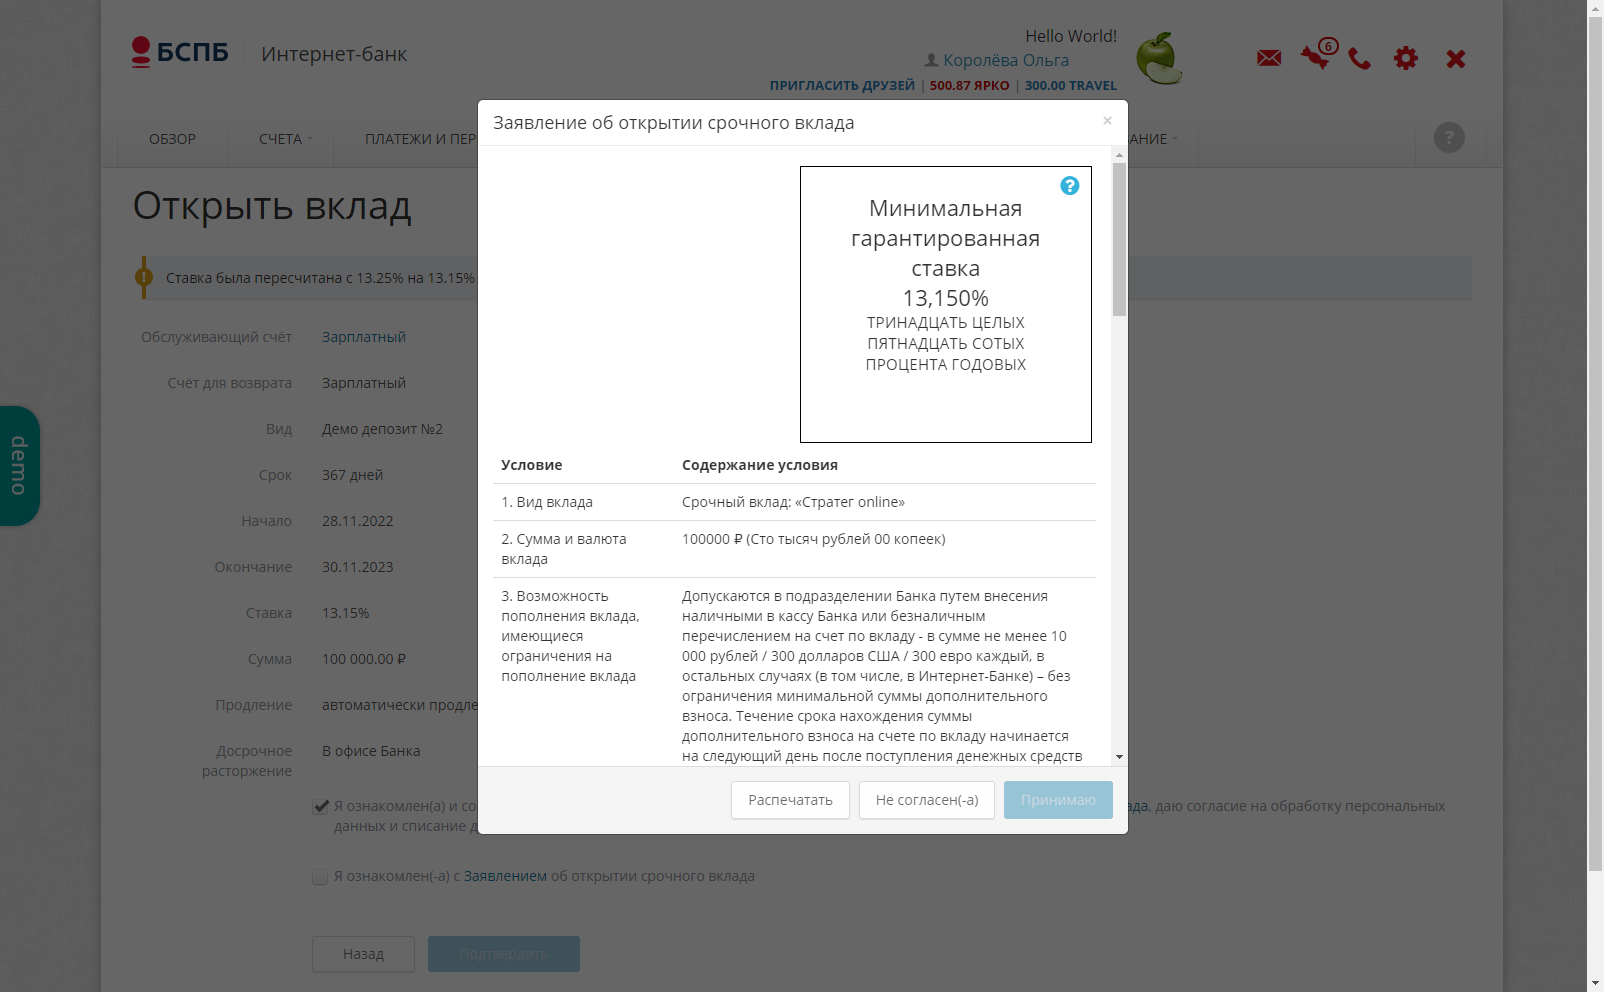 БСПБ
Интернет-банк
Hello World!
Королёва Ольга
ПРИГЛАСИТЬ ДРУЗЕЙ | 500.87 ЯРКО | 300.00 TRAVEL
6
ОБЗОР
СЧЕТА
ПЛАТЕЖИ И ПЕР
АНИЕ
?
Открыть вклад
Ставка была пересчитана с 13.25% на 13.15%
Обслуживающий счёт Зарплатный
Счёт для возврата Зарплатный
Вид Демо депозит №2
Срок 367 дней
Начало 28.11.2022
Окончание 30.11.2023
Ставка 13.15%
Сумма 100 000.00 ₽
Продление автоматически продле
Досрочное расторжение В офисе Банка
Я ознакомлен(а) и со
ада, даю согласие на обработку персональных
данных и списание д
Я ознакомлен(-а) с Заявлением об открытии срочного вклада
Назад
Подтвердить
demo
Заявление об открытии срочного вклада
×
?
Минимальная
гарантированная
ставка
13,150%
ТРИНАДЦАТЬ ЦЕЛЫХ
ПЯТНАДЦАТЬ СОТЫХ
ПРОЦЕНТА ГОДОВЫХ
Условие Содержание условия
1. Вид вклада Срочный вклад: «Стратег online»
2. Сумма и валюта
вклада
100000 ₽ (Сто тысяч рублей 00 копеек)
3. Возможность
пополнения вклада,
имеющиеся
ограничения на
пополнение вклада
Допускаются в подразделении Банка путем внесения
наличными в кассу Банка или безналичным
перечислением на счет по вкладу - в сумме не менее 10
000 рублей / 300 долларов США / 300 евро каждый, в
остальных случаях (в том числе, в Интернет-Банке) – без
ограничения минимальной суммы дополнительного
взноса. Течение срока нахождения суммы
дополнительного взноса на счете по вкладу начинается
на следующий день после поступления денежных средств
Распечатать
Не согласен(-а)
Принимаю